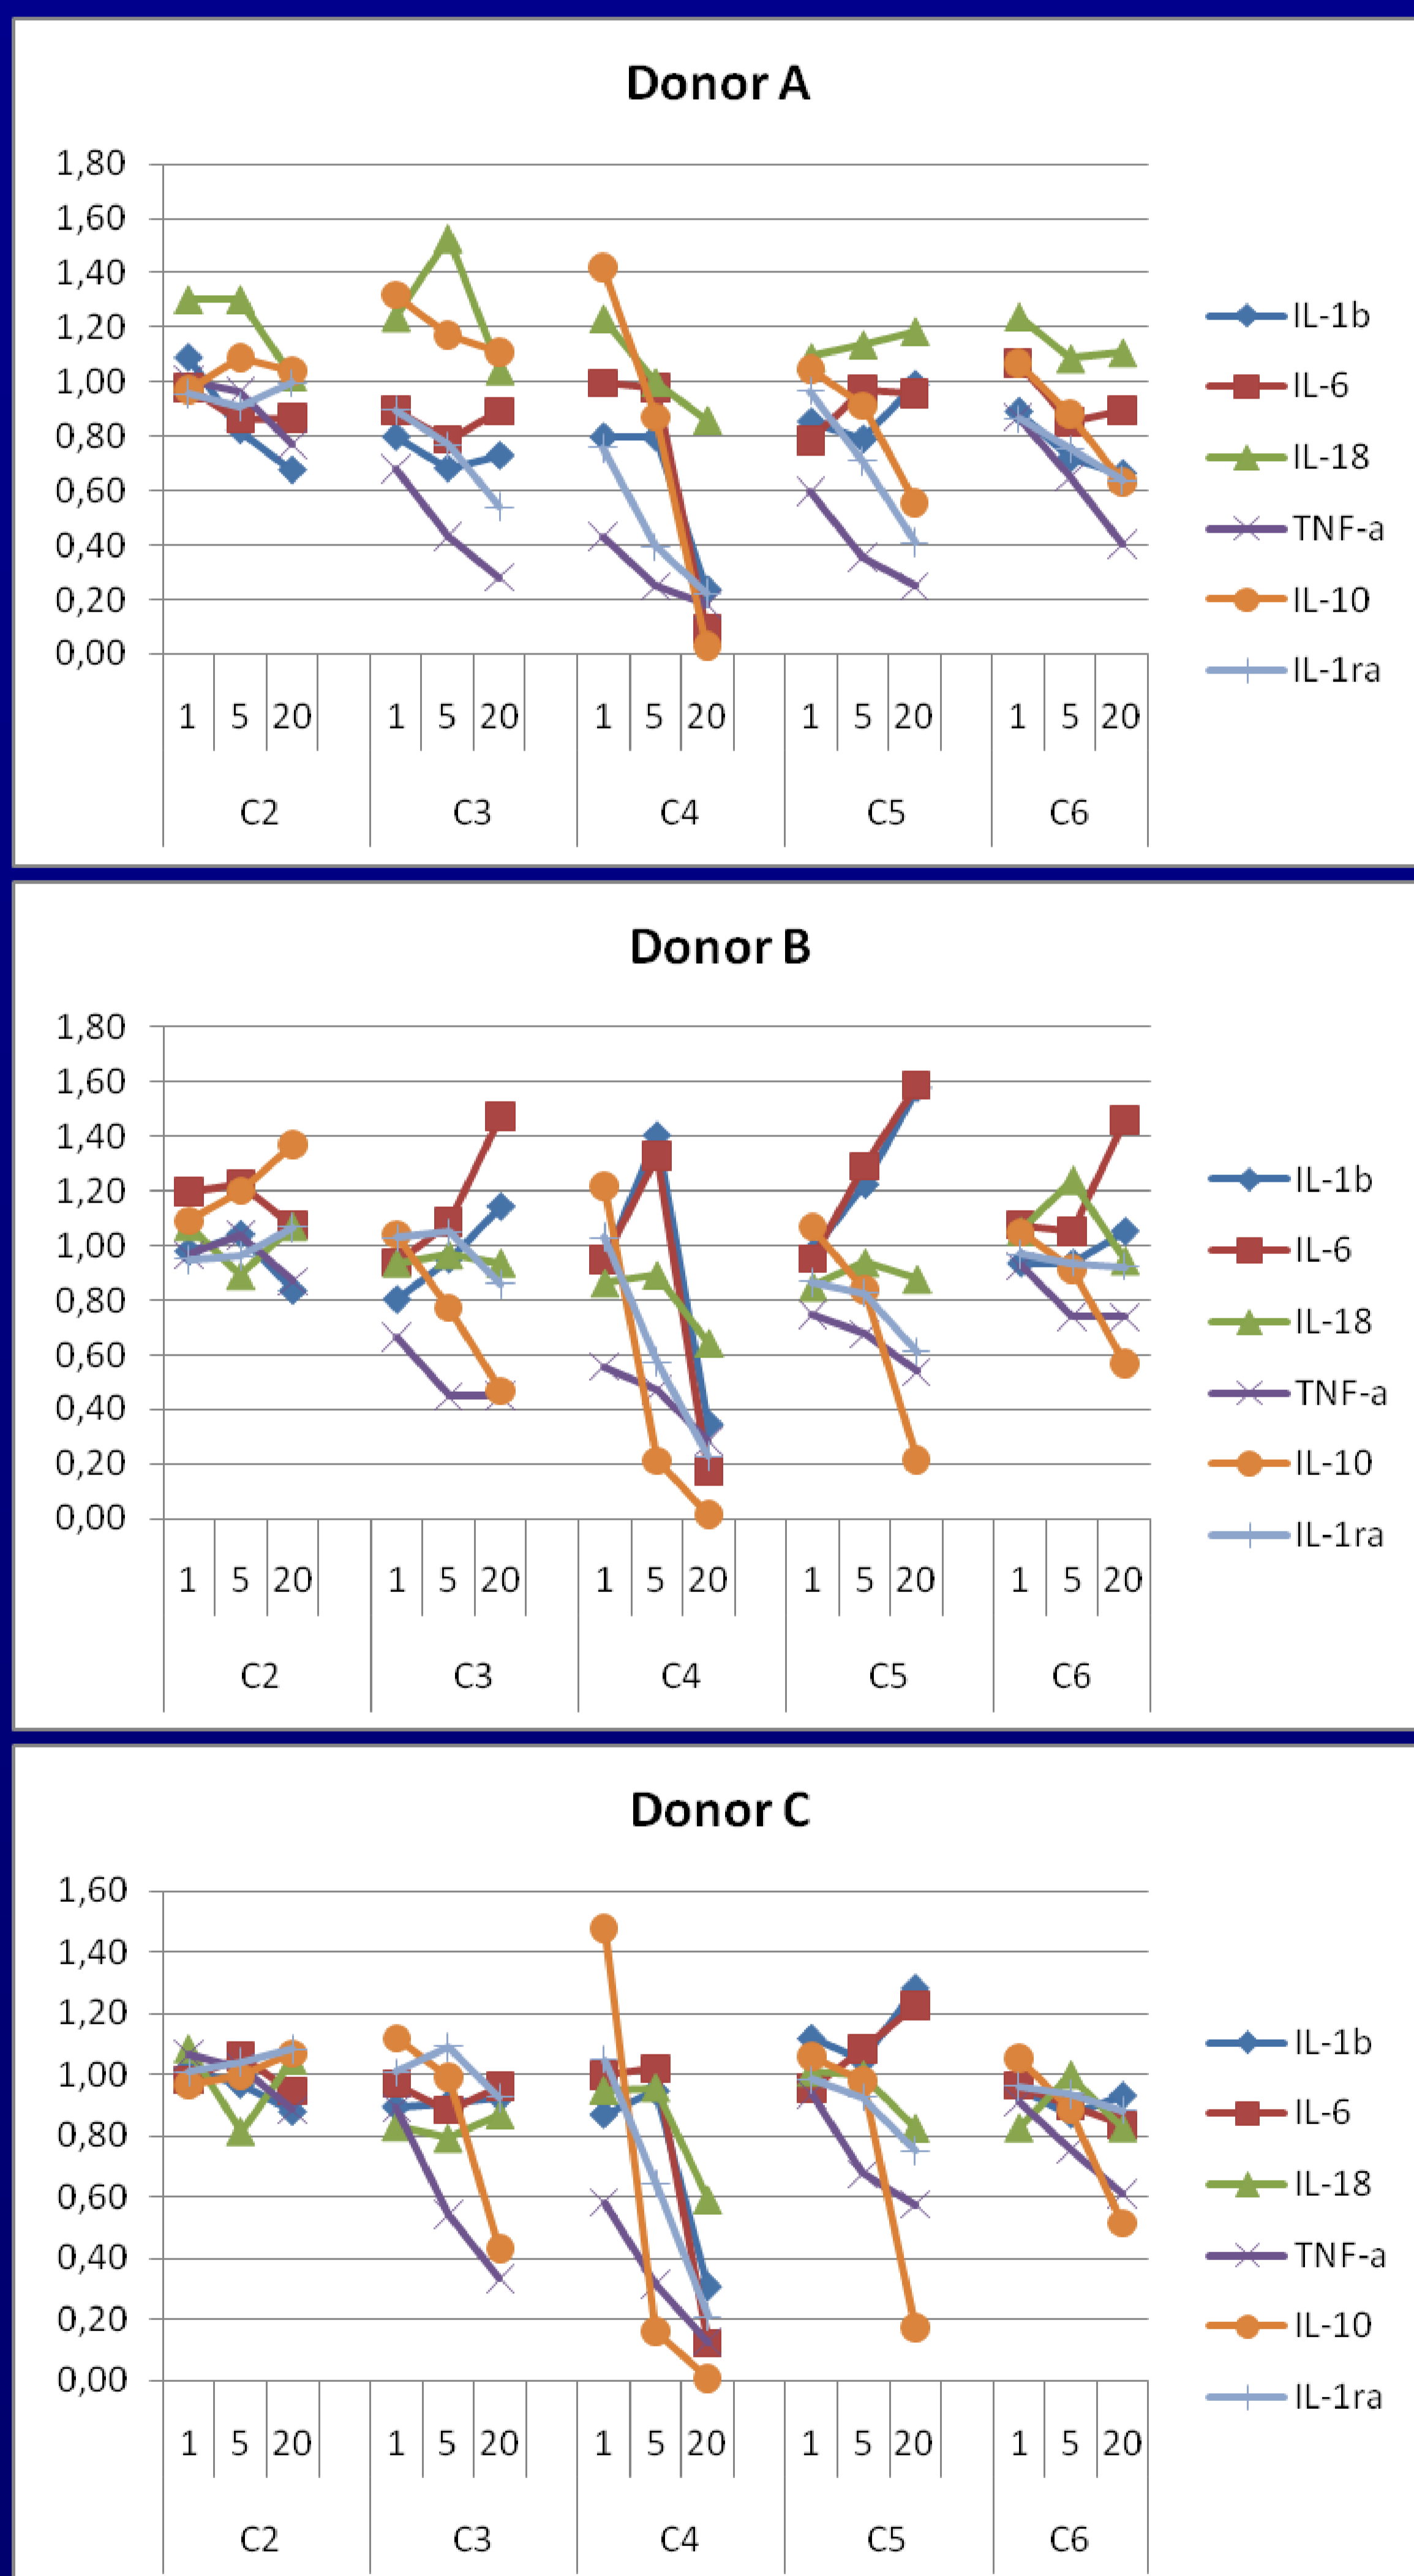 Donor A
1,80
1,60
1,40
1,20
1,00
0,80
0,60
0,40
0,20
0,00
IL-1b
IL-6
IL-18
TNF-a
IL-10
IL-1ra
1 5 20 1 5 20 1 5 20 1 5 20 1 5 20
C2 C3 C4 C5 C6
Donor B
1,80
1,60
1,40
1,20
1,00
0,80
0,60
0,40
0,20
0,00
IL-1b
IL-6
IL-18
TNF-a
IL-10
IL-1ra
1 5 20 1 5 20 1 5 20 1 5 20 1 5 20
C2 C3 C4 C5 C6
Donor C
1,60
1,40
1,20
1,00
0,80
0,60
0,40
0,20
0,00
IL-1b
IL-6
IL-18
TNF-a
IL-10
IL-1ra
1 5 20 1 5 20 1 5 20 1 5 20 1 5 20
C2 C3 C4 C5 C6